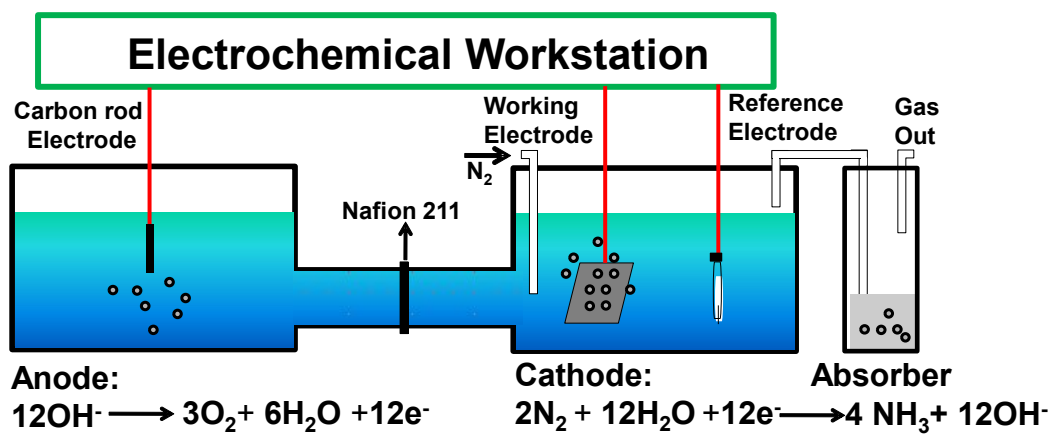 Electrochemical Workstation
Carbon rod
Electrode
Working
Electrode
Reference
Electrode
Gas
Out
N₂
Nafion 211
Anode:
12OH⁻ ⟶ 3O₂+ 6H₂O +12e⁻
Cathode:
2N₂ + 12H₂O +12e⁻ ⟶ 4 NH₃+ 12OH⁻
Absorber